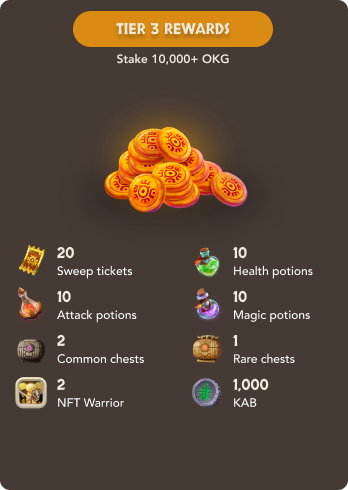 TIER 3 REWARDS
Stake 10,000+ OKG
20
Sweep tickets
10
Health potions
10
Attack potions
10
Magic potions
2
Common chests
1
Rare chests
2
NFT Warrior
1,000
KAB